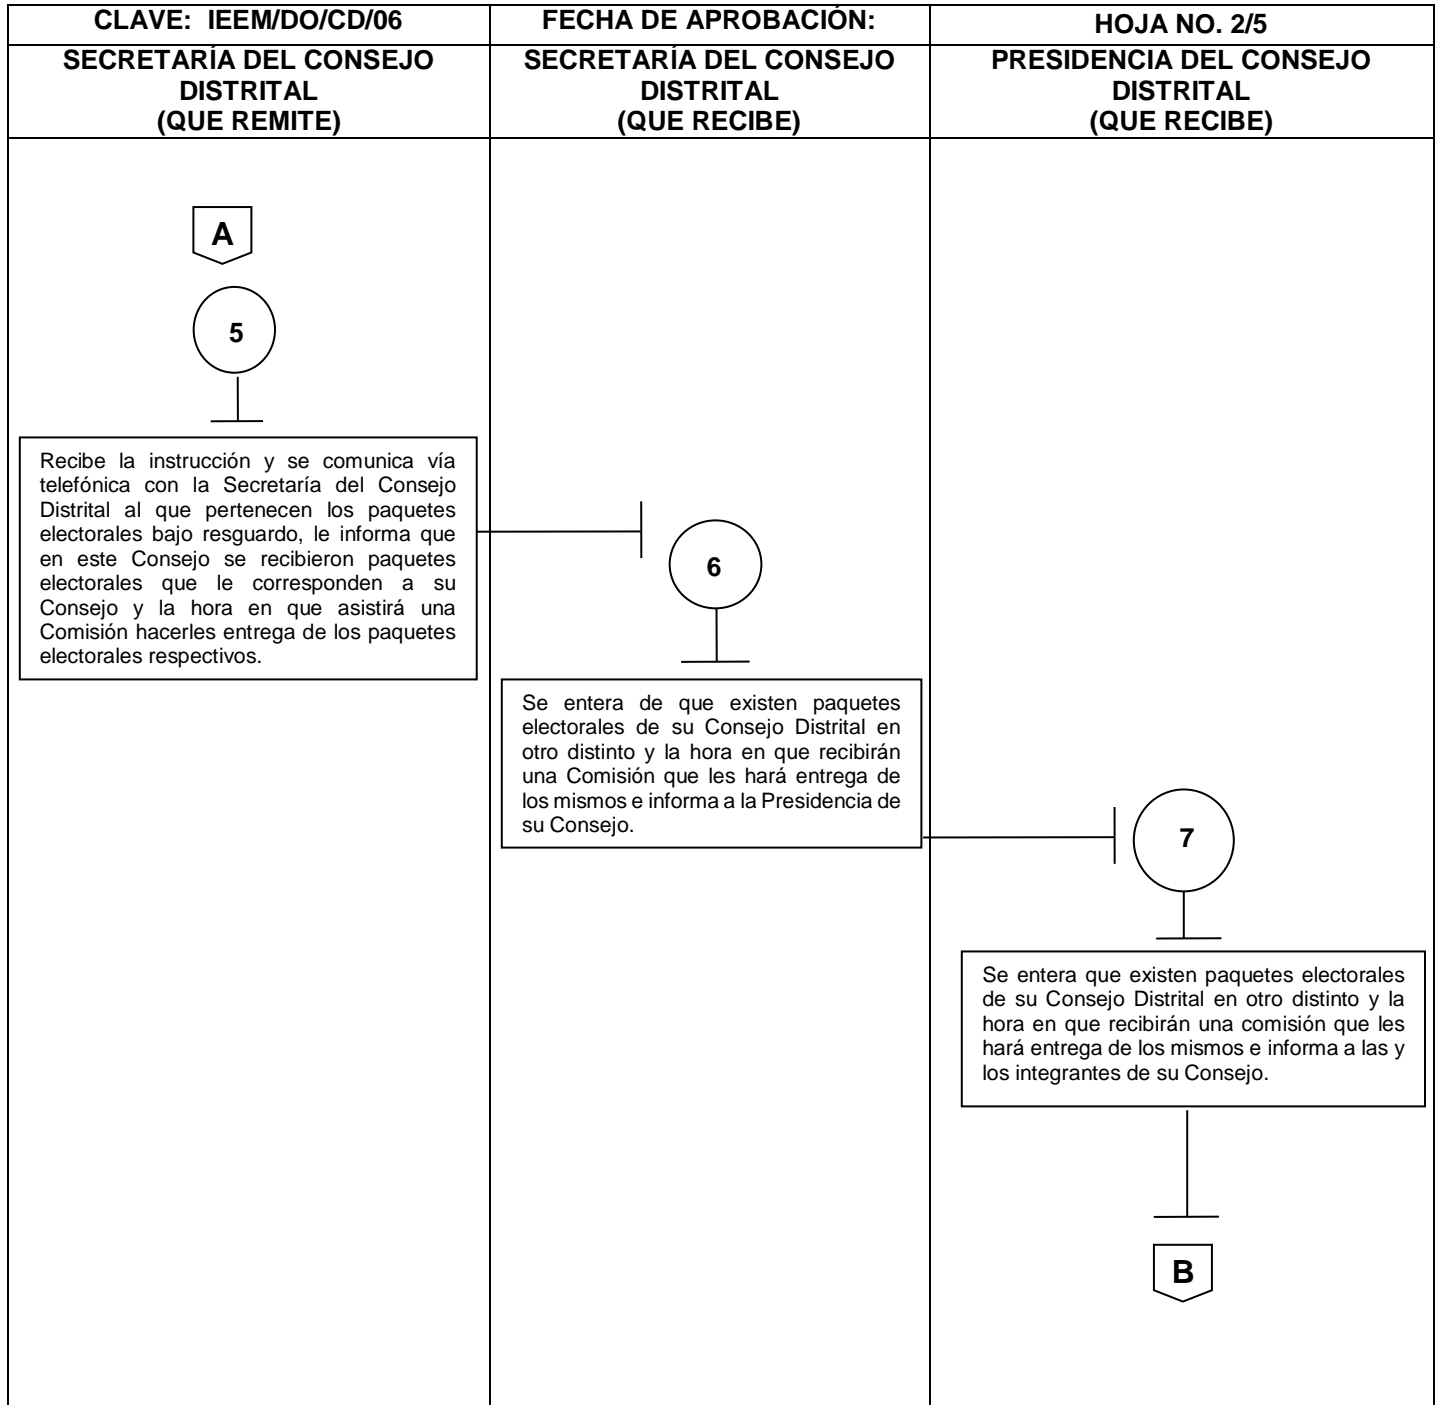 CLAVE: IEEM/DO/CD/06
FECHA DE APROBACIÓN:
HOJA NO. 2/5
SECRETARÍA DEL CONSEJO
DISTRITAL
(QUE REMITE)
SECRETARÍA DEL CONSEJO
DISTRITAL
(QUE RECIBE)
PRESIDENCIA DEL CONSEJO
DISTRITAL
(QUE RECIBE)
A
5
Recibe la instrucción y se comunica vía
telefónica con la Secretaría del Consejo
Distrital al que pertenecen los paquetes
electorales bajo resguardo, le informa que
en este Consejo se recibieron paquetes
electorales que le corresponden a su
Consejo y la hora en que asistirá una
Comisión hacerles entrega de los paquetes
electorales respectivos.
6
Se entera de que existen paquetes
electorales de su Consejo Distrital en
otro distinto y la hora en que recibirán
una Comisión que les hará entrega de
los mismos e informa a la Presidencia de
su Consejo.
7
Se entera que existen paquetes electorales
de su Consejo Distrital en otro distinto y la
hora en que recibirán una comisión que les
hará entrega de los mismos e informa a las y
los integrantes de su Consejo.
B